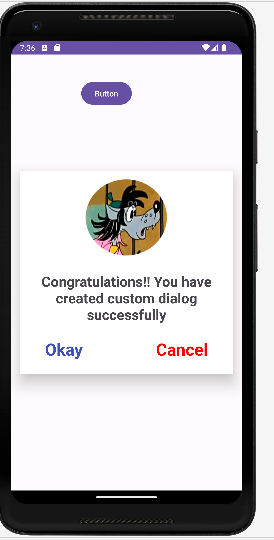 7:36
Button
Congratulations!! You have
created custom dialog
successfully
Okay
Cancel